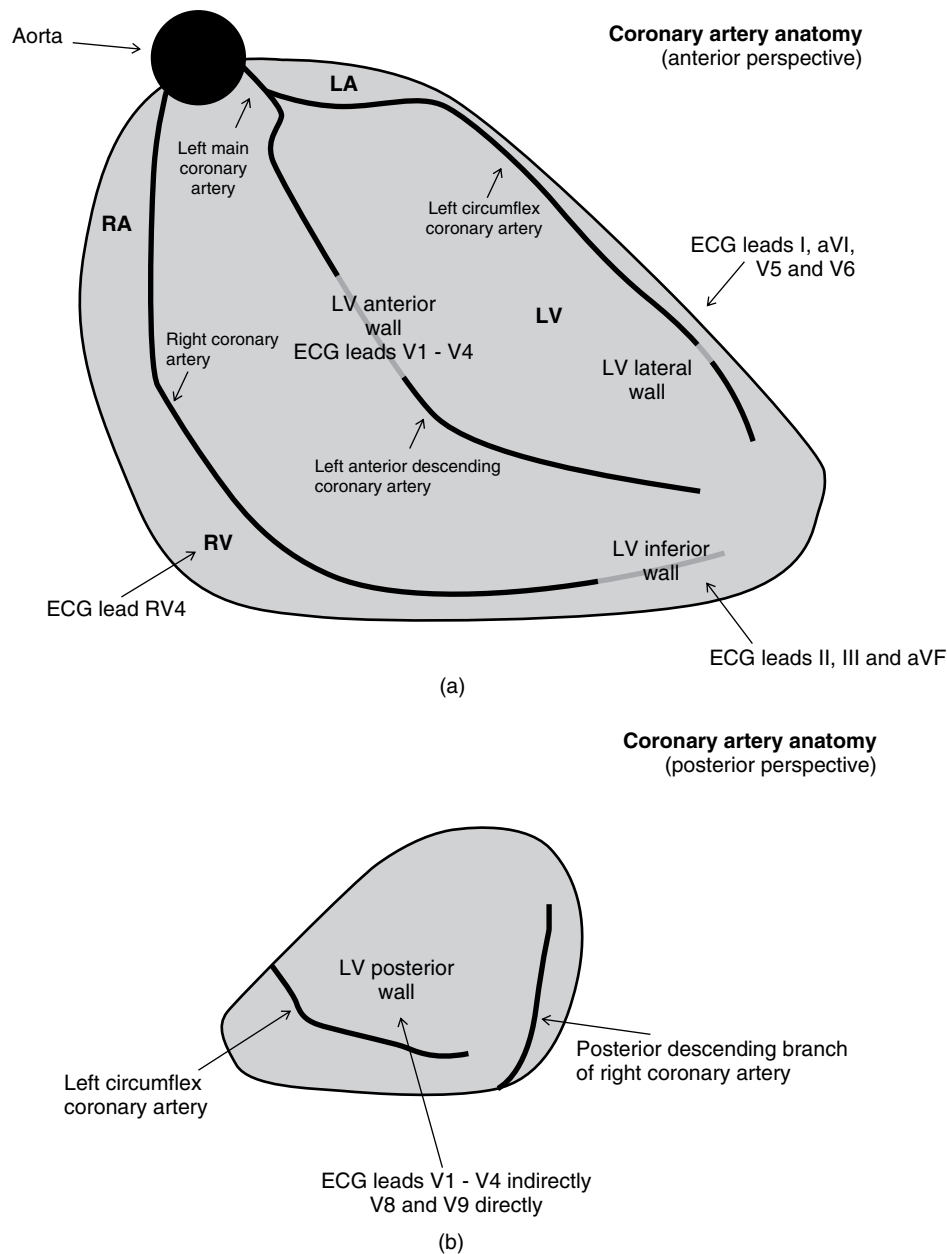 Aorta
Coronary artery anatomy
(anterior perspective)
LA
Left main
coronary
artery
RA
Left circumflex
coronary artery
ECG leads I, aVI,
V5 and V6
LV anterior
wall
ECG leads V1 - V4
LV
Right coronary
artery
LV lateral
wall
Left anterior descending
coronary artery
RV
LV inferior
wall
ECG lead RV4
ECG leads II, III and aVF
(a)
Coronary artery anatomy
(posterior perspective)
LV posterior
wall
Left circumflex
coronary artery
Posterior descending branch
of right coronary artery
ECG leads V1 - V4 indirectly
V8 and V9 directly
(b)